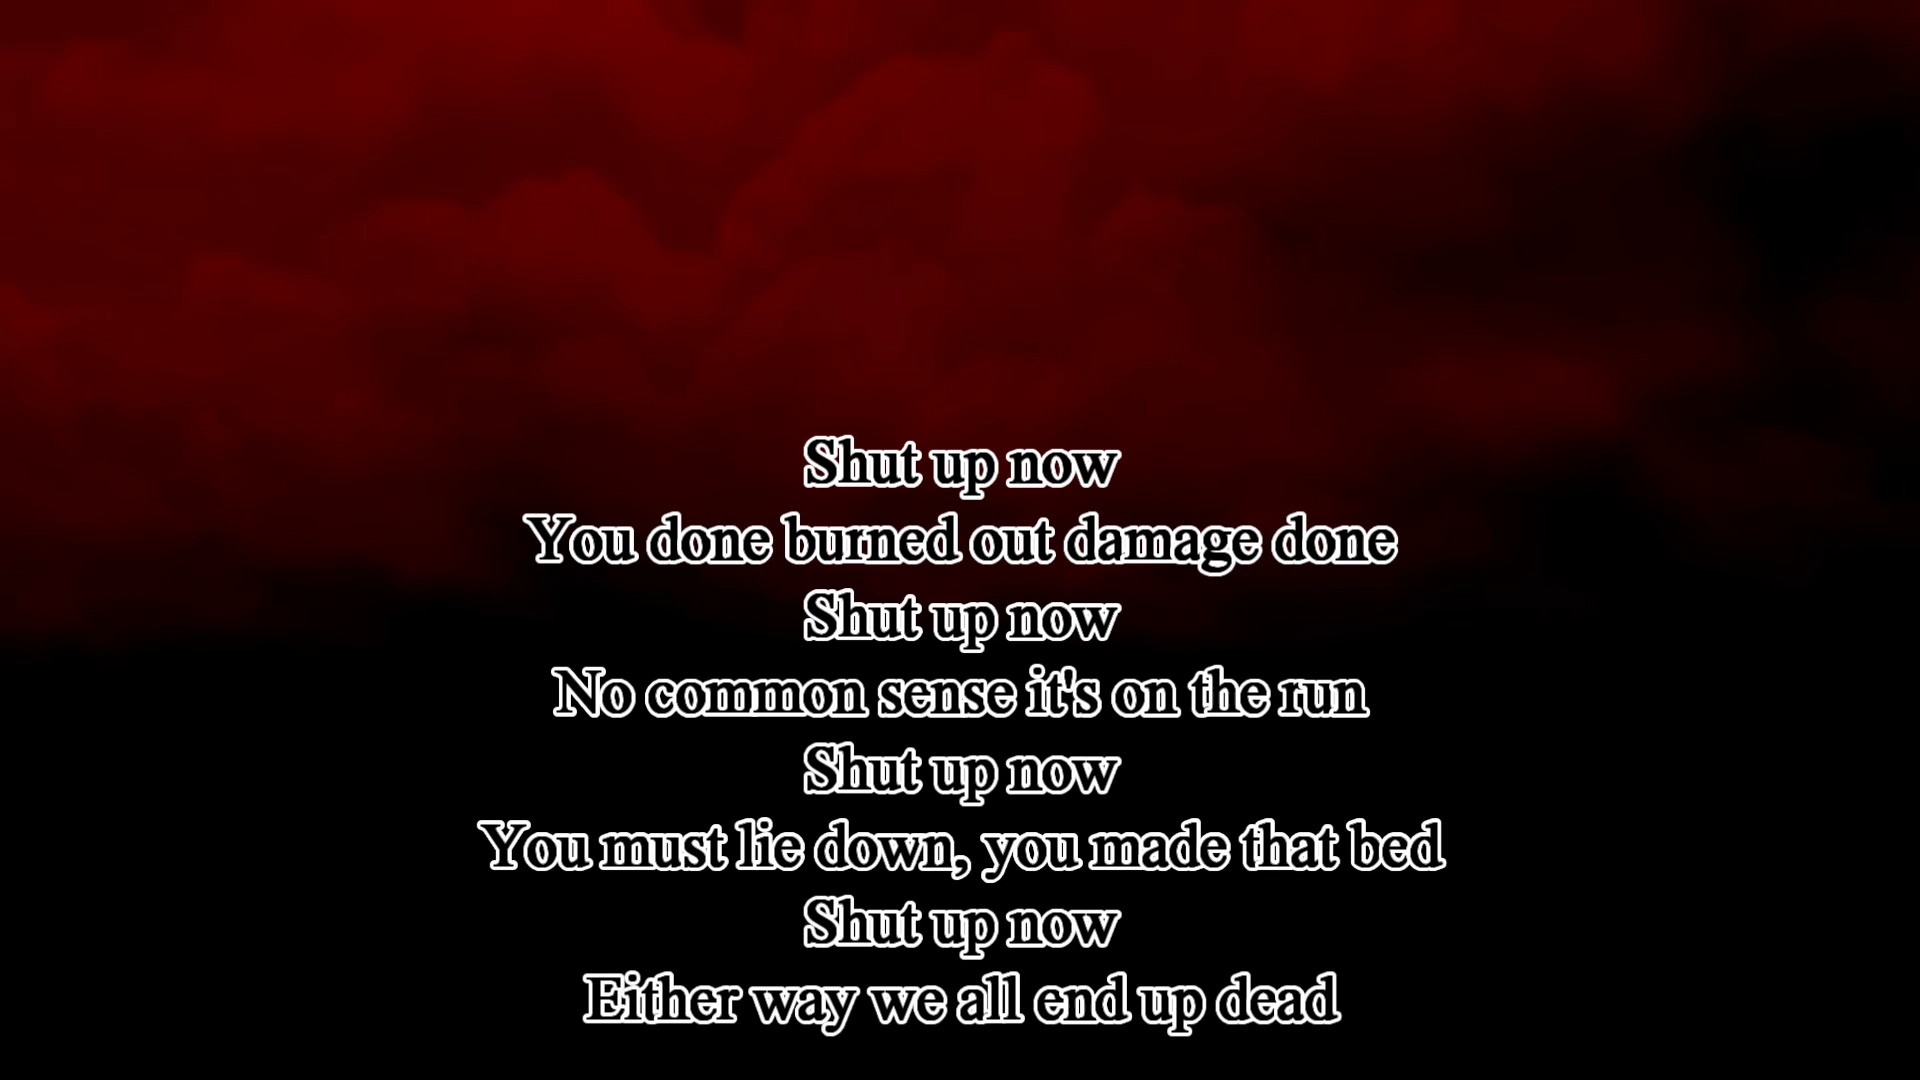 Shut up now
You done burned out damage done
Shut up now
No common sense it's on the run
Shut up now
You must lie down, you made that bed
Shut up now
Either way we all end up dead